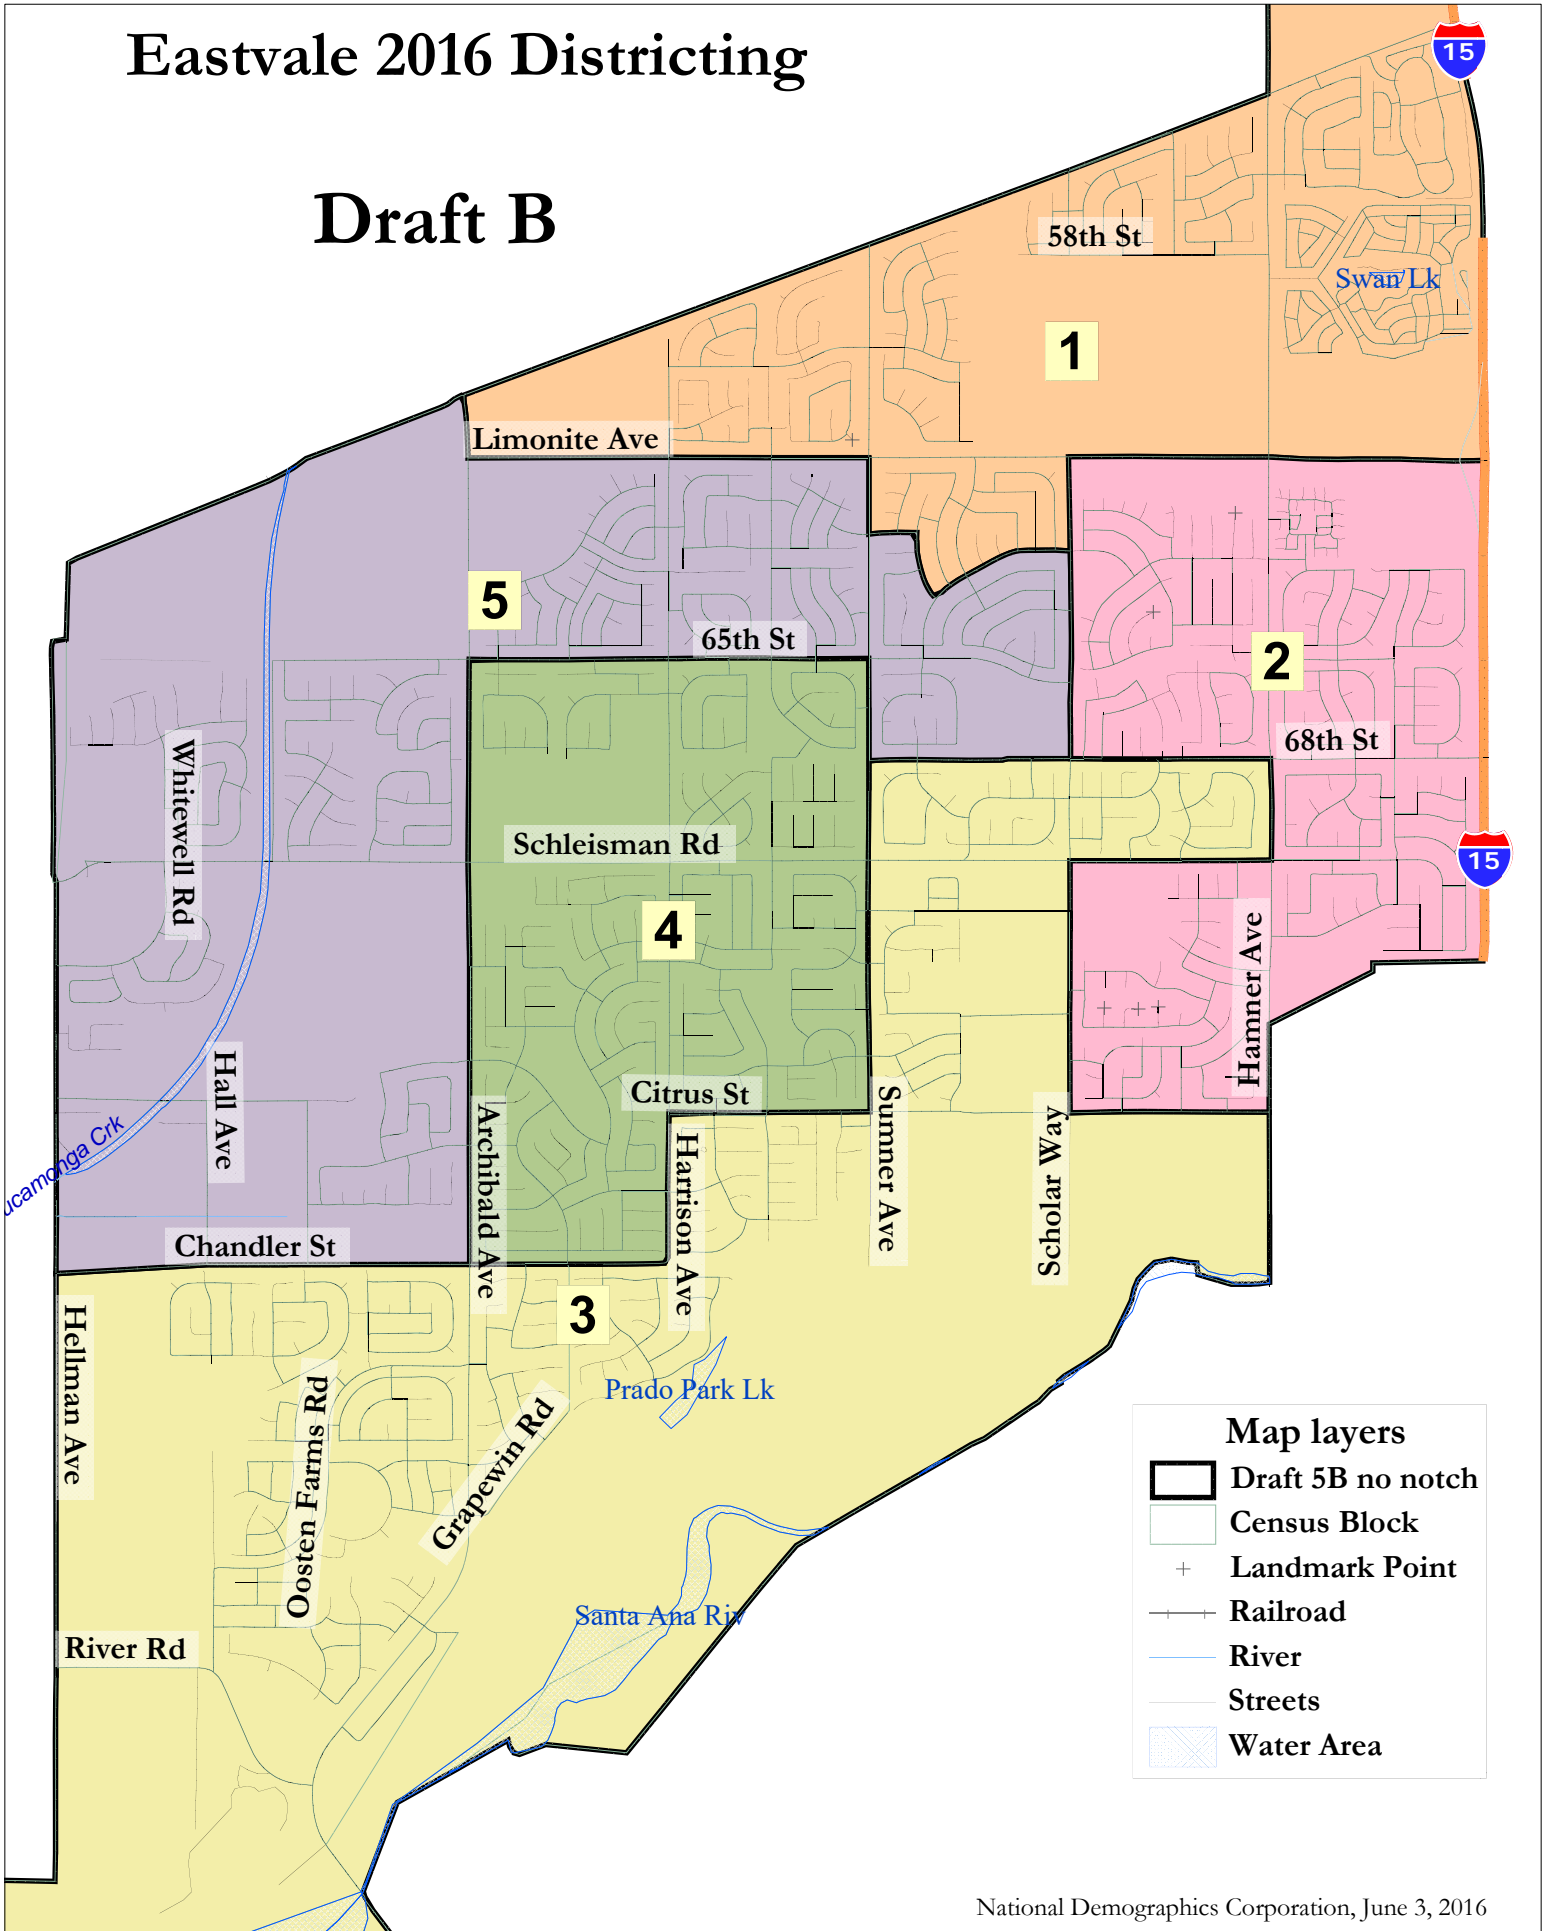 Eastvale 2016 Districting
15
Draft B
58th St
Swan Lk
1
Limonite Ave
5
65th St
2
68th St
Whitewell Rd
Schleisman Rd
15
4
Hamner Ave
Hall Ave
Citrus St
Sumner Ave
Scholar Way
Archibald Ave
Harrison Ave
ucamonga Crk
Chandler St
3
Hellman Ave
Prado Park Lk
Oosten Farms Rd
Grapewin Rd
Santa Ana Riv
River Rd
Map layers
Draft 5B no notch
Census Block
Landmark Point
Railroad
River
Streets
Water Area
National Demographics Corporation, June 3, 2016